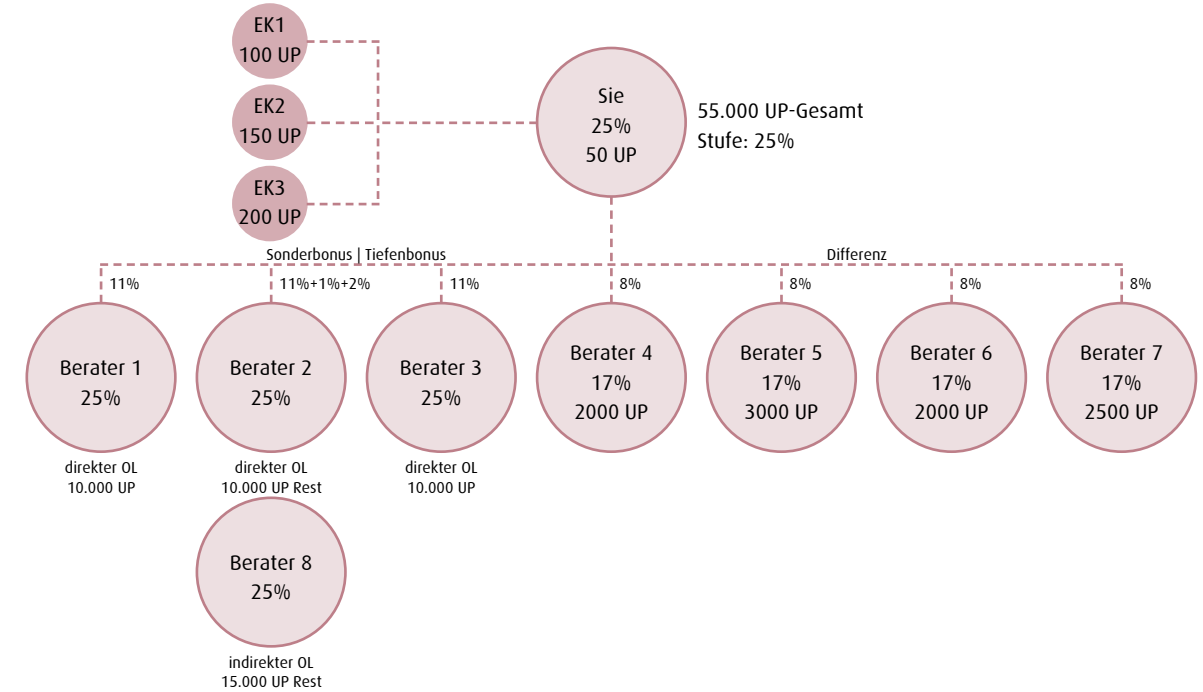 EK1
100 UP
EK2
150 UP
EK3
200 UP
Sie
25%
50 UP
55.000 UP-Gesamt
Stufe: 25%
Sonderbonus | Tiefenbonus
Differenz
11%
11%+1%+2%
11%
8%
8%
8%
8%
Berater 1
25%
direkter OL
10.000 UP
Berater 2
25%
direkter OL
10.000 UP Rest
Berater 3
25%
direkter OL
10.000 UP
Berater 4
17%
2000 UP
Berater 5
17%
3000 UP
Berater 6
17%
2000 UP
Berater 7
17%
2500 UP
Berater 8
25%
indirekter OL
15.000 UP Rest